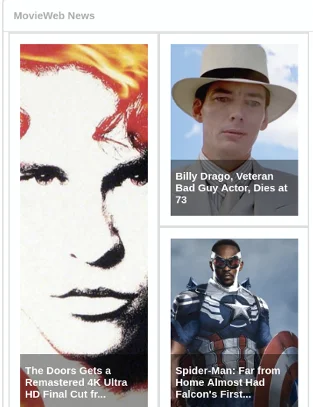 MovieWeb News
Billy Drago, Veteran
Bad Guy Actor, Dies at
73
The Doors Gets a
Remastered 4K Ultra
HD Final Cut fr...
Spider-Man: Far from
Home Almost Had
Falcon's First...